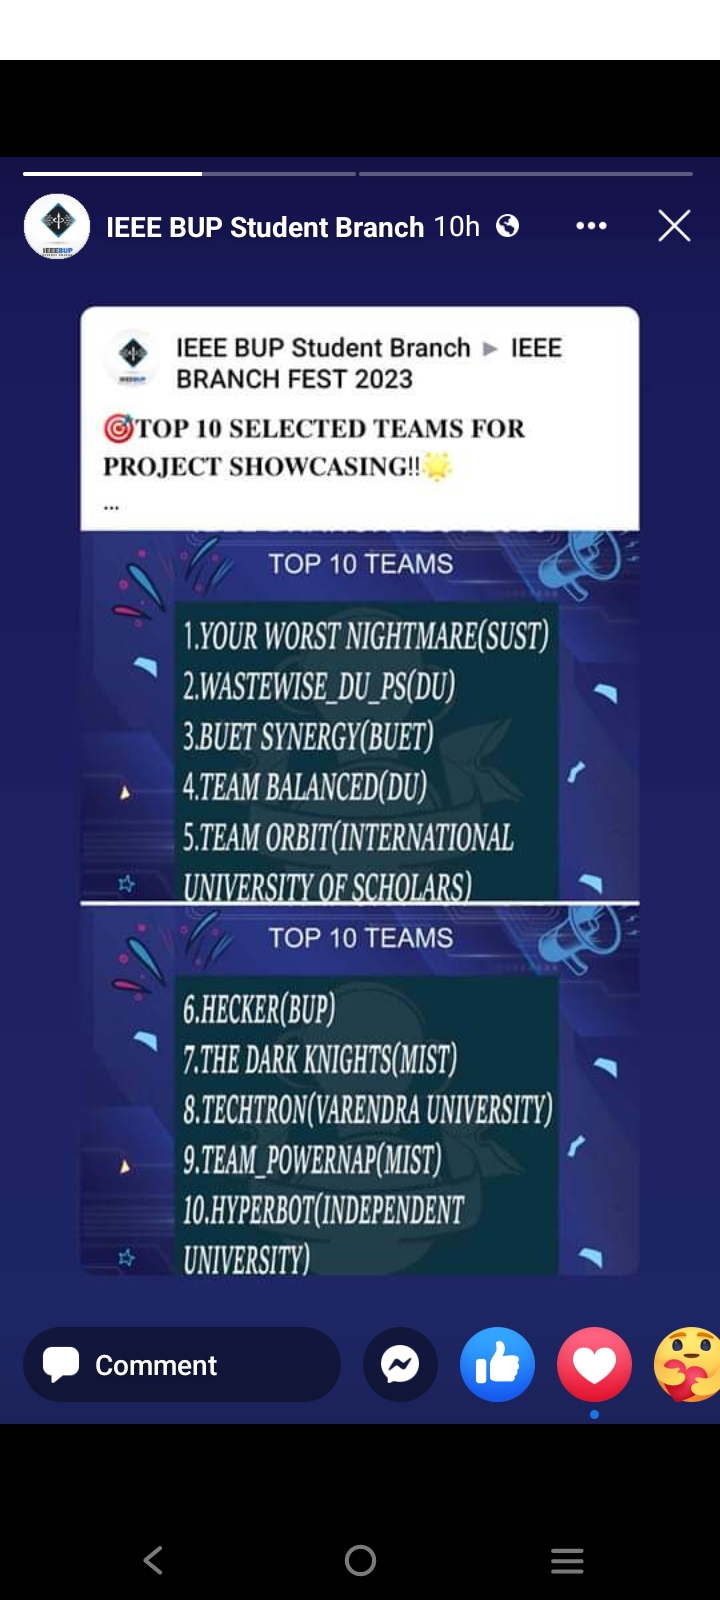 IEEE BUP Student Branch 10h
IEEE BUP Student Branch ▶ IEEE
BRANCH FEST 2023
🎯TOP 10 SELECTED TEAMS FOR
PROJECT SHOWCASING!!🌟
...
TOP 10 TEAMS
1.YOUR WORST NIGHTMARE(SUST)
2.WASTEWISE_DU_PS(DU)
3.BUET SYNERGY(BUET)
4.TEAM BALANCED(DU)
5.TEAM ORBIT(INTERNATIONAL
UNIVERSITY OF SCHOLARS)
TOP 10 TEAMS
6.HECKER(BUP)
7.THE DARK KNIGHTS(MIST)
8.TECHTRON(VARENDRA UNIVERSITY)
9.TEAM_POWERNAP(MIST)
10.HYPERBOT(INDEPENDENT
UNIVERSITY)
Comment